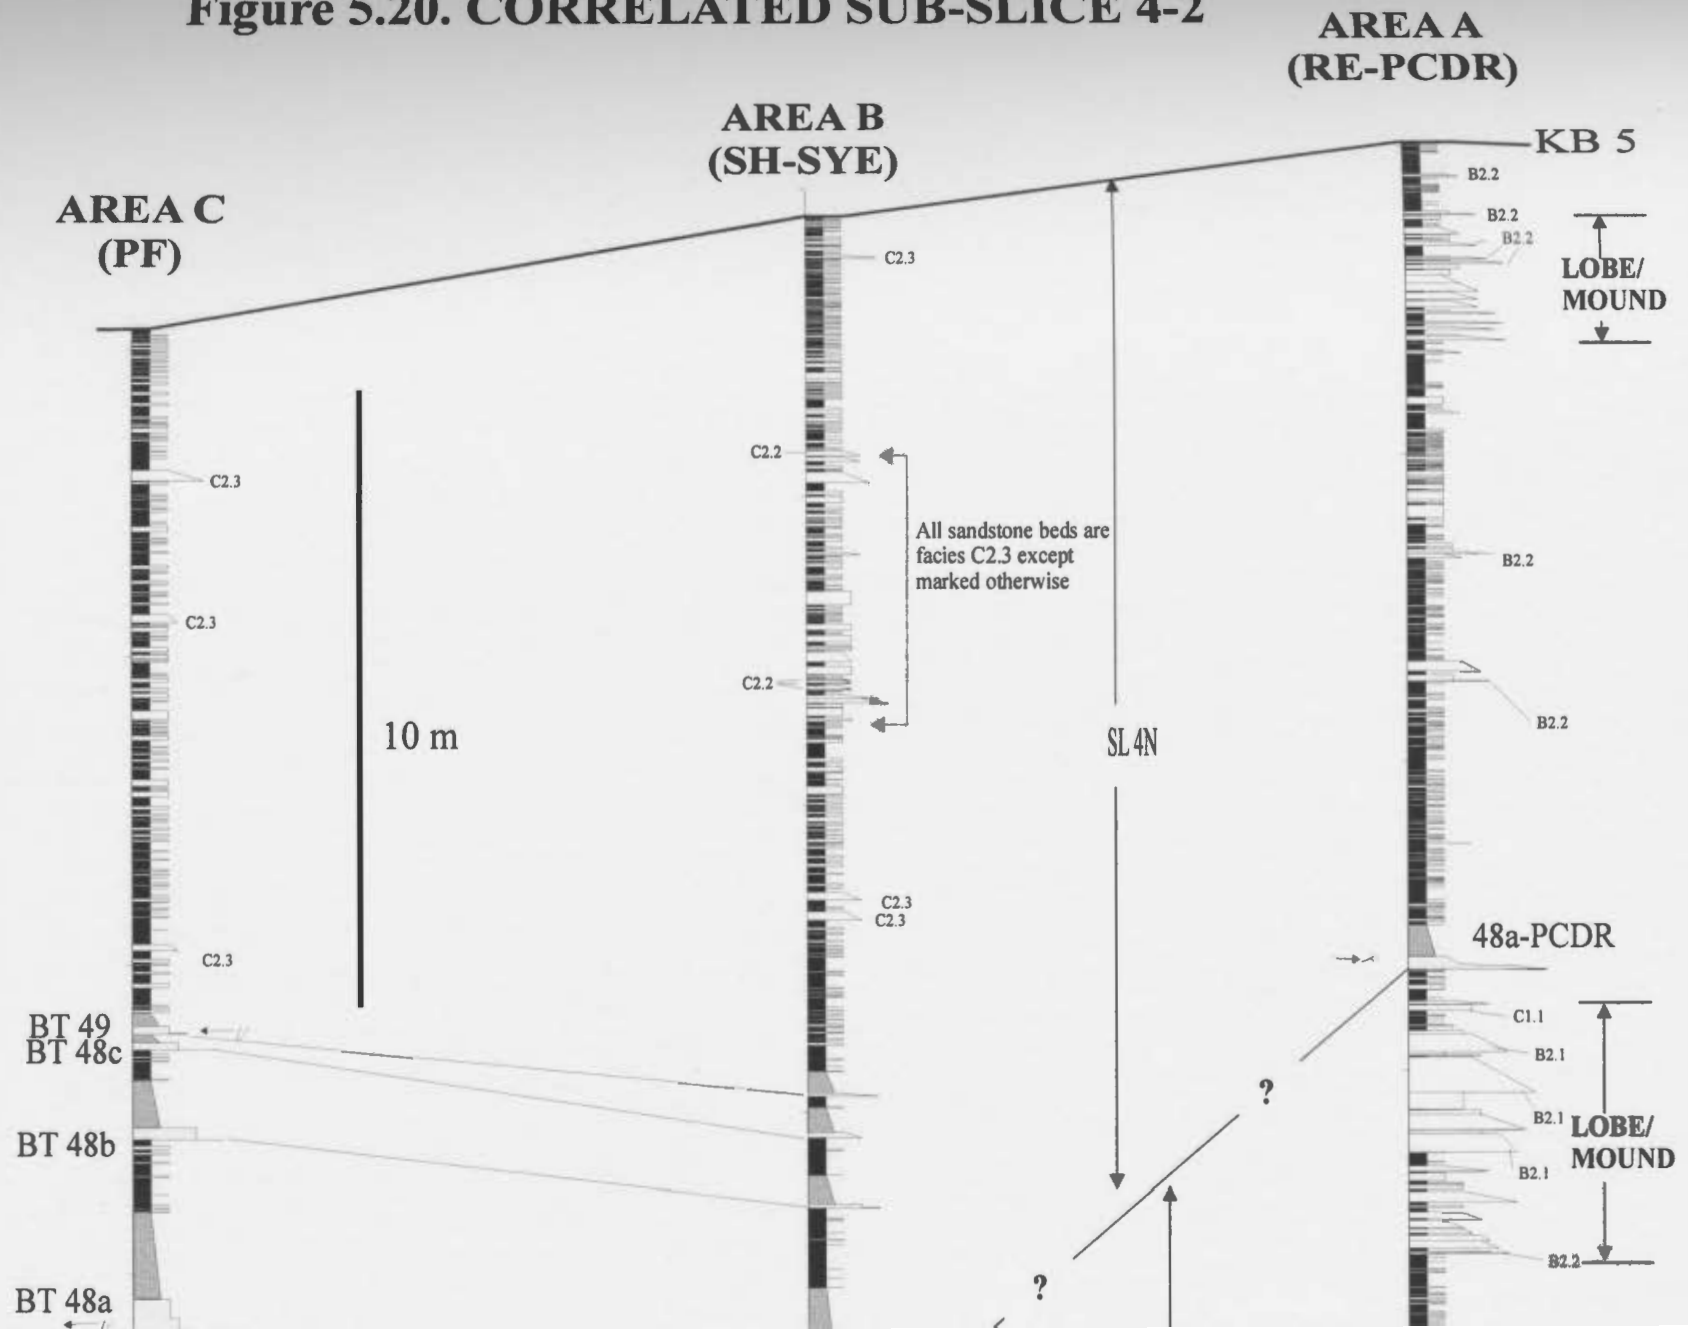 Figure 5.20. CORRELATED SUB-SLICE 4-2
AREA A
(RE-PCDR)
AREA B
(SH-SYE)
AREA C
(PF)
KB 5
B2.2
B2.2
B2.2
LOBE/
MOUND
C2.3
C2.2
C2.3
All sandstone beds are
facies C2.3 except
marked otherwise
B2.2
C2.3
C2.2
B2.2
10 m
SL 4N
C2.3
C2.3
C2.3
48a-PCDR
C1.1
BT 49
BT 48c
B2.1
?
B2.1
LOBE/
MOUND
BT 48b
B2.1
B2.2
?
BT 48a